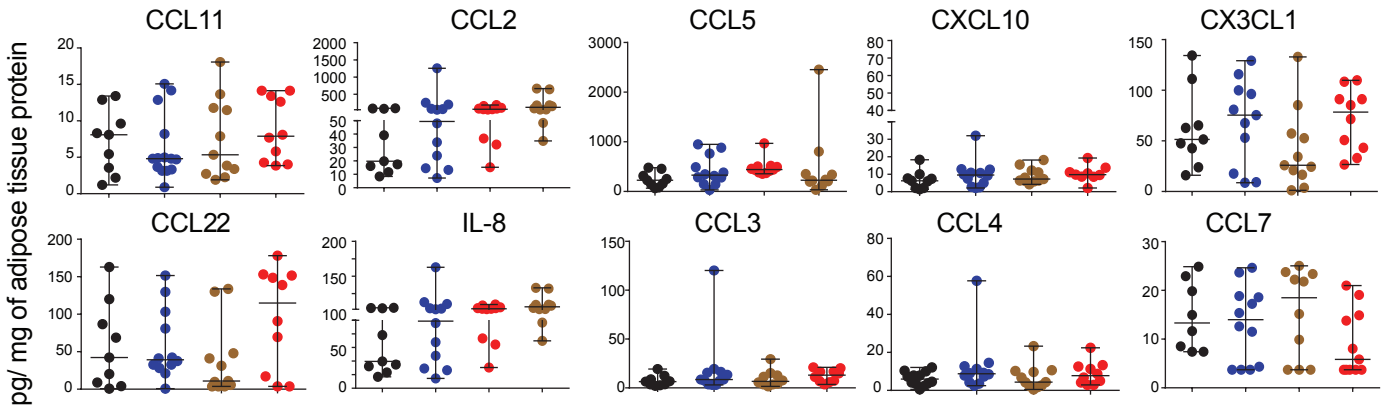 CCL11 CCL2 CCL5 CXCL10 CX3CL1
20 15 10 5 0
2000 1500 1000 500 50 40 30 20 10 0
3000 2000 1000 0
80 70 60 50 40 30 20 10 0
150 100 50 0
CCL22 IL-8 CCL3 CCL4 CCL7
200 150 100 50 0
200 150 100 100 50 0
150 100 50 0
80 60 40 20 0
30 20 10 0
pg/ mg of adipose tissue protein